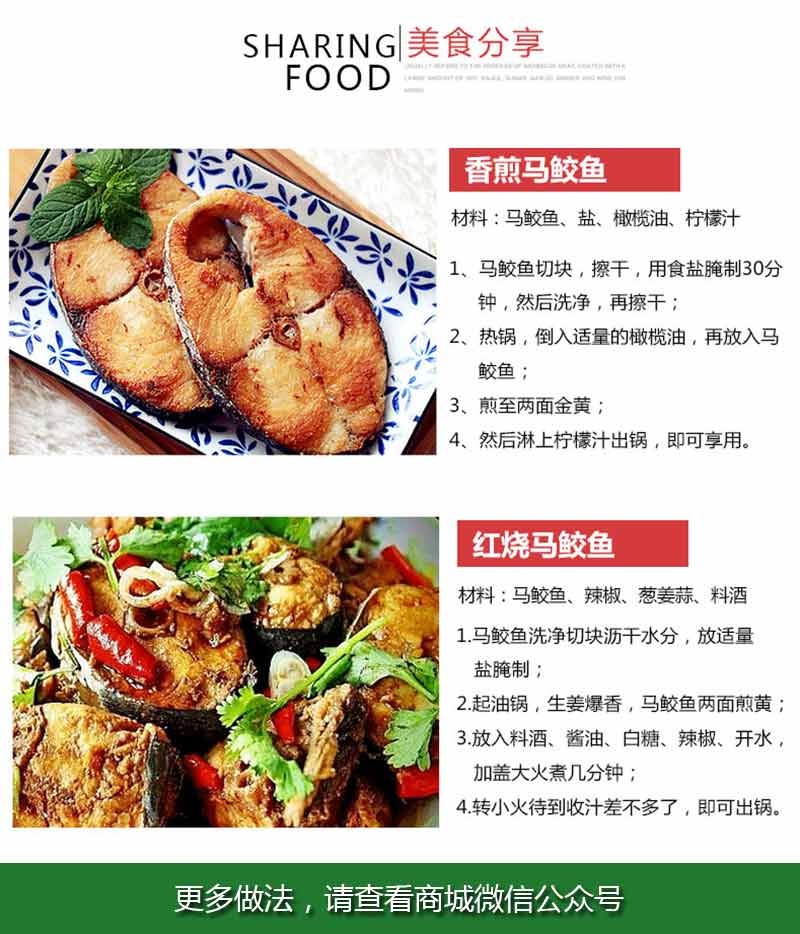 SHARING
FOOD
美食分享
香煎马鲛鱼
材料：马鲛鱼、盐、橄榄油、柠檬汁
1、马鲛鱼切块，擦干，用食盐腌制30分
钟，然后洗净，再擦干；
2、热锅，倒入适量的橄榄油，再放入马
鲛鱼；
3、煎至两面金黄；
4、然后淋上柠檬汁出锅，即可享用。
红烧马鲛鱼
材料：马鲛鱼、辣椒、葱姜蒜、料酒
1.马鲛鱼洗净切块沥干水分，放适量
盐腌制；
2.起油锅，生姜爆香，马鲛鱼两面煎黄；
3.放入料酒、酱油、白糖、辣椒、开水，
加盖大火煮几分钟；
4.转小火待到收汁差不多了，即可出锅。
更多做法，请查看商城微信公众号